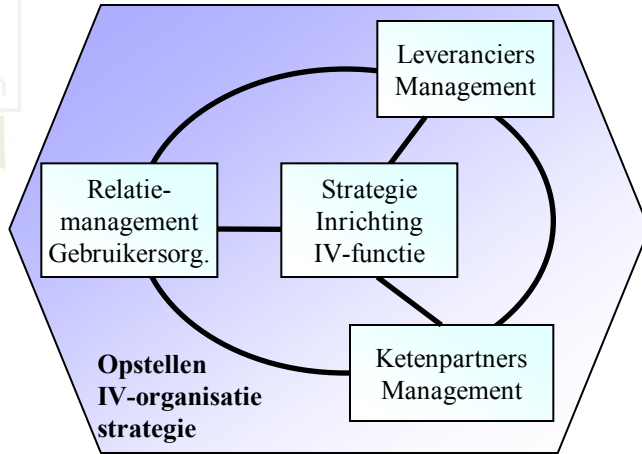 Leveranciers
Management
Relatie-
management
Gebruikersorg.
Strategie
Inrichting
IV-functie
Ketenpartners
Management
Opstellen
IV-organisatie
strategie